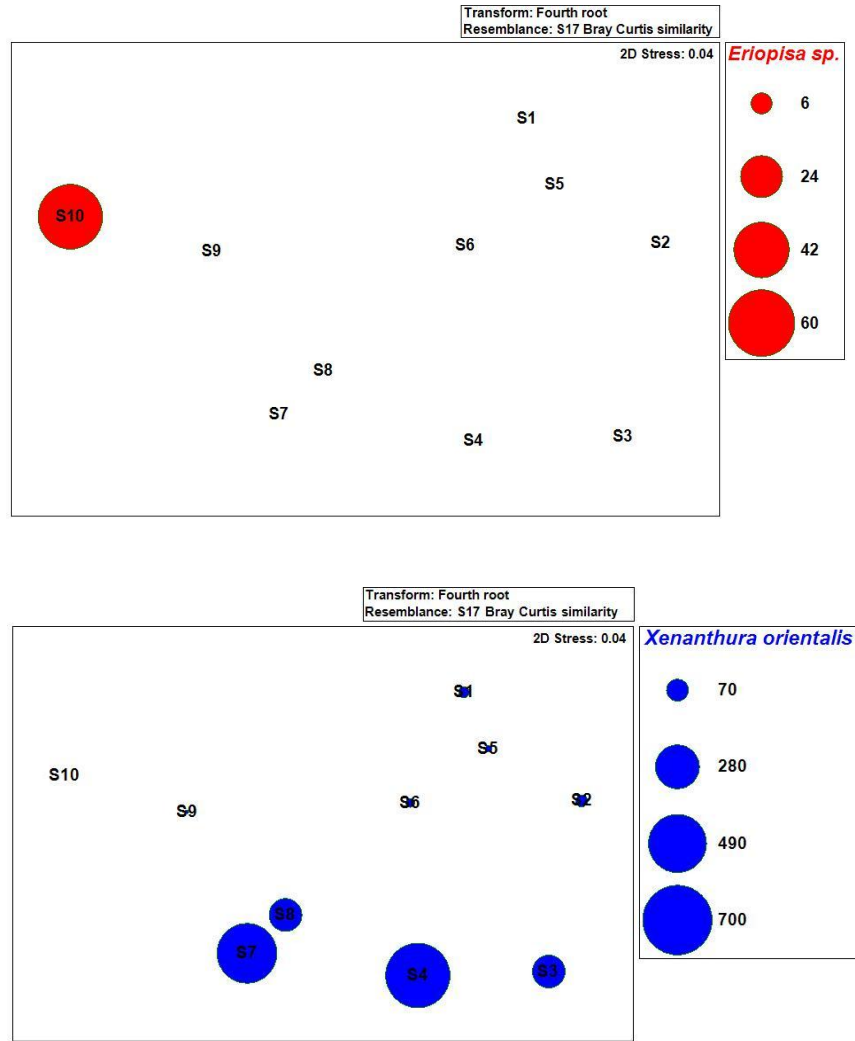 Transform: Fourth root
Resemblance: S17 Bray Curtis similarity
2D Stress: 0.04
Eriopisa sp.
6
24
42
60
S1
S5
S10
S9
S6
S2
S8
S7
S4
S3
Transform: Fourth root
Resemblance: S17 Bray Curtis similarity
2D Stress: 0.04
Xenanthura orientalis
70
280
490
700
S1
S5
S10
S9
S6
S2
S8
S7
S4
S3